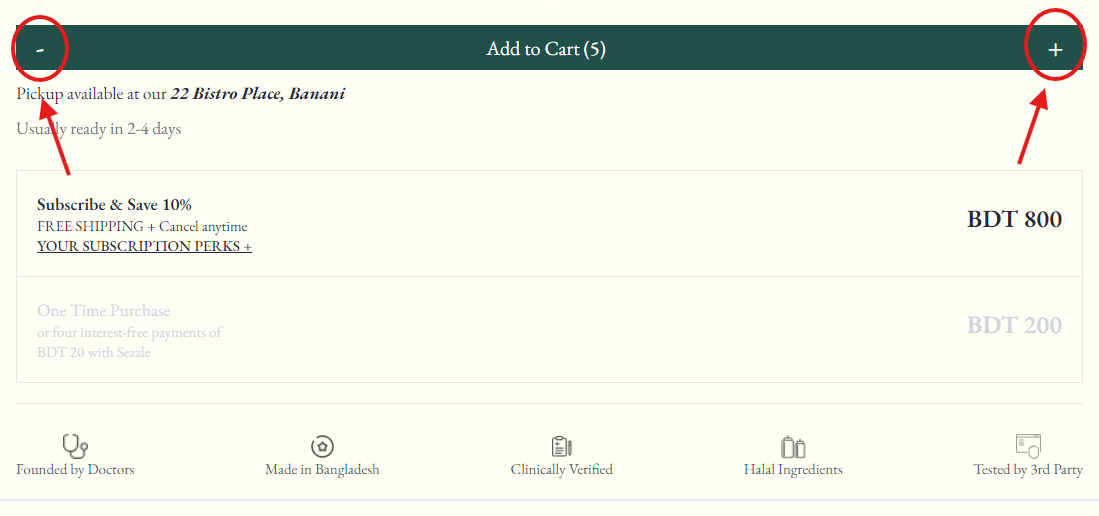 - Add to Cart (5) +
Pickup available at our 22 Bistro Place, Banani
Usually ready in 2-4 days
Subscribe & Save 10%
FREE SHIPPING + Cancel anytime
YOUR SUBSCRIPTION PERKS +
BDT 800
One Time Purchase
or four interest-free payments of
BDT 20 with Sezzle
BDT 200
Founded by Doctors
Made in Bangladesh
Clinically Verified
Halal Ingredients
Tested by 3rd Party